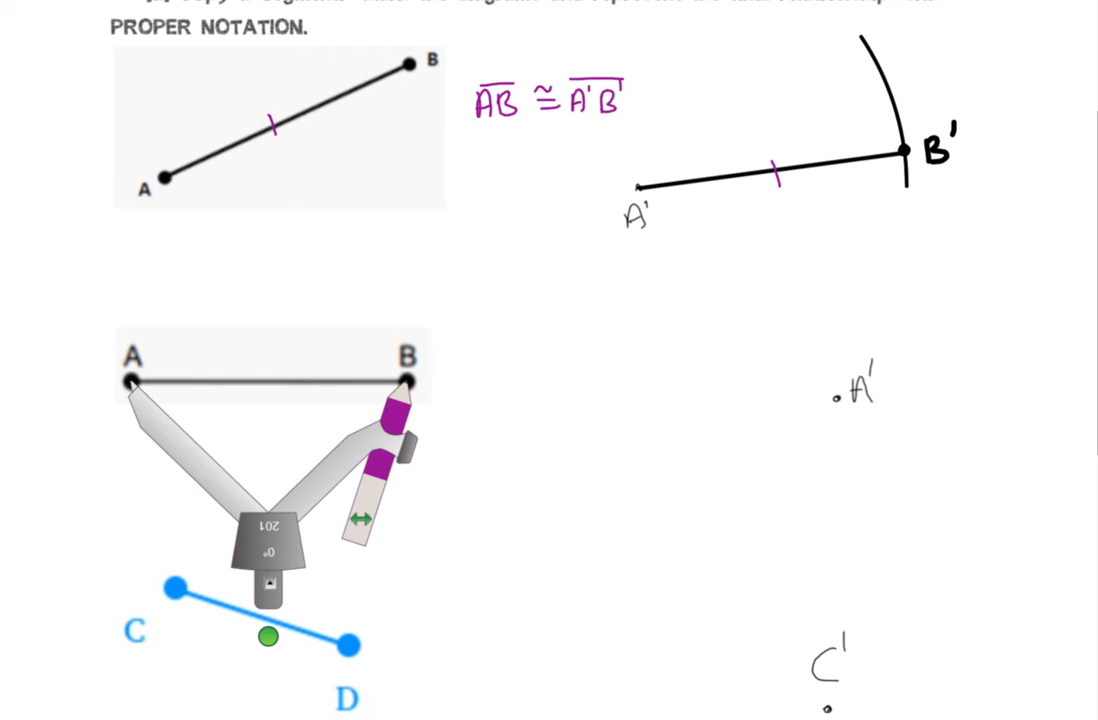 PROPER NOTATION.
B
AB ≅ A'B'
B'
A
A'
A B
A'
201
0°
C
D
C'